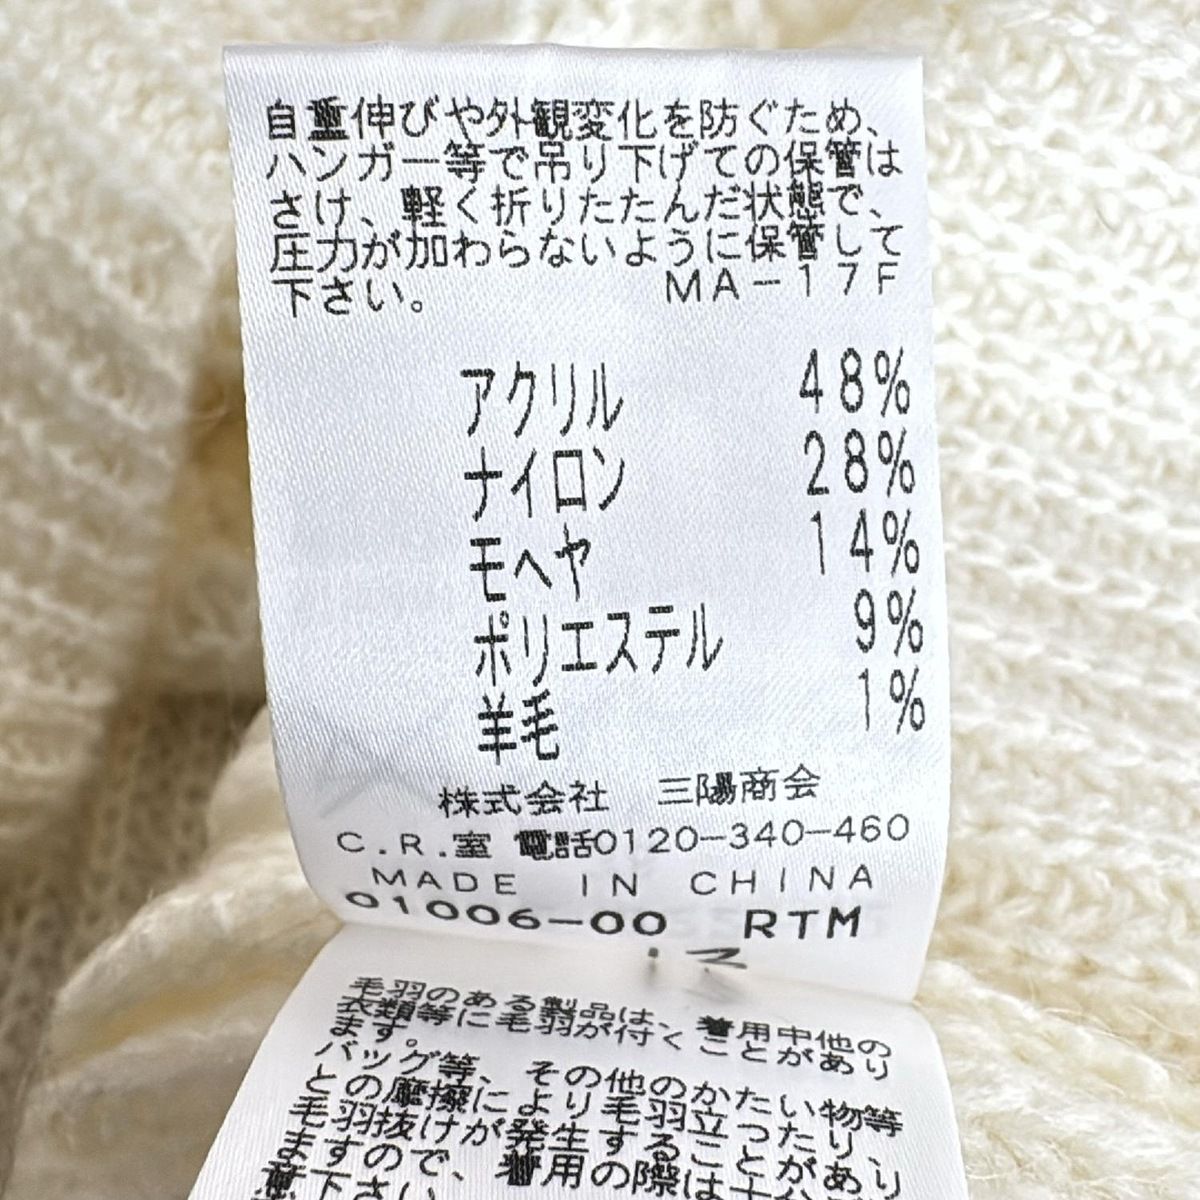 自重伸びや外観変化を防ぐため、
ハンガー等で吊り下げての保管は
さけ、軽く折りたたんだ状態で、
圧力が加わらないように保管して
下さい。 MA-17F
アクリル 48%
ナイロン 28%
モヘヤ 14%
ポリエステル 9%
羊毛 1%
株式会社 三陽商会
C.R.室 電話0120-340-460
MADE IN CHINA
01006-00 RTM
毛羽のある製品は、着用中他の
衣類等に毛羽が付くことがあり
ます。
バッグ等、その他のかたい物等
との摩擦により毛羽立ったり、
毛羽抜けが発生することがあり
ますので、着用の際は十分
下さい